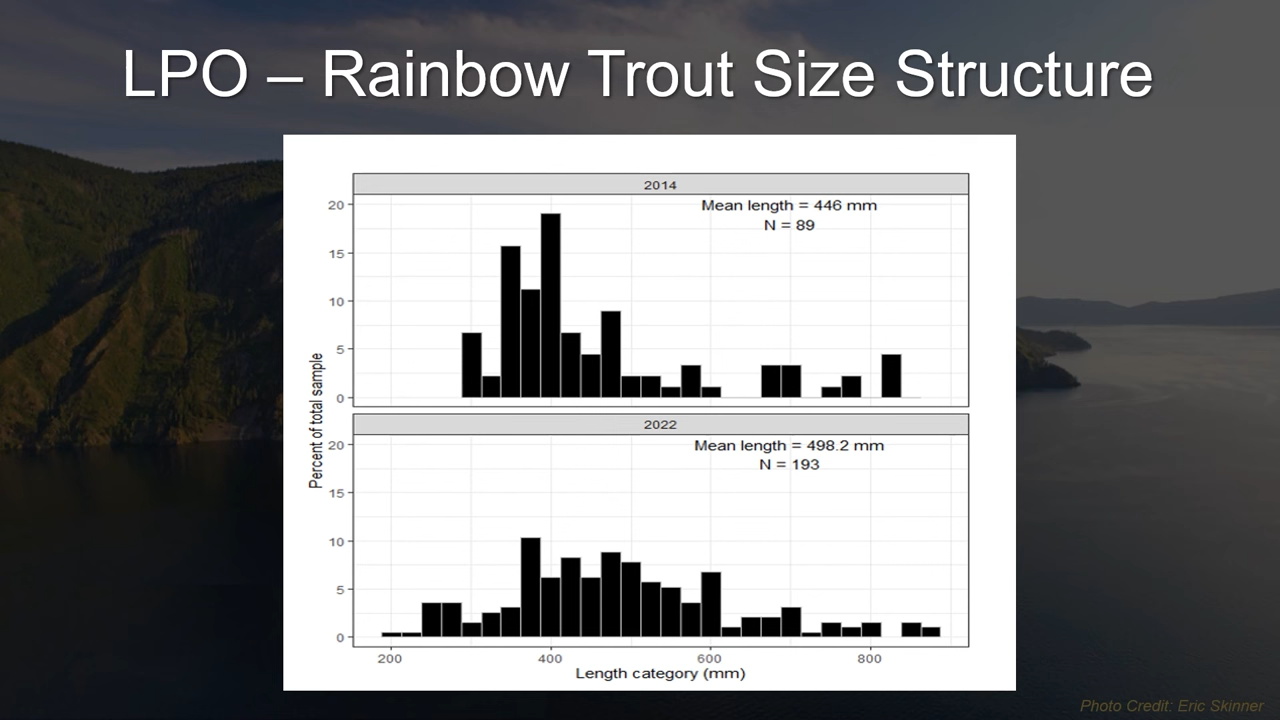 LPO – Rainbow Trout Size Structure
2014
Mean length = 446 mm
N = 89
20
15
10
5
0
Percent of total sample
2022
Mean length = 498.2 mm
N = 193
20
15
10
5
0
200 400 600 800
Length category (mm)
Photo Credit: Eric Skinner